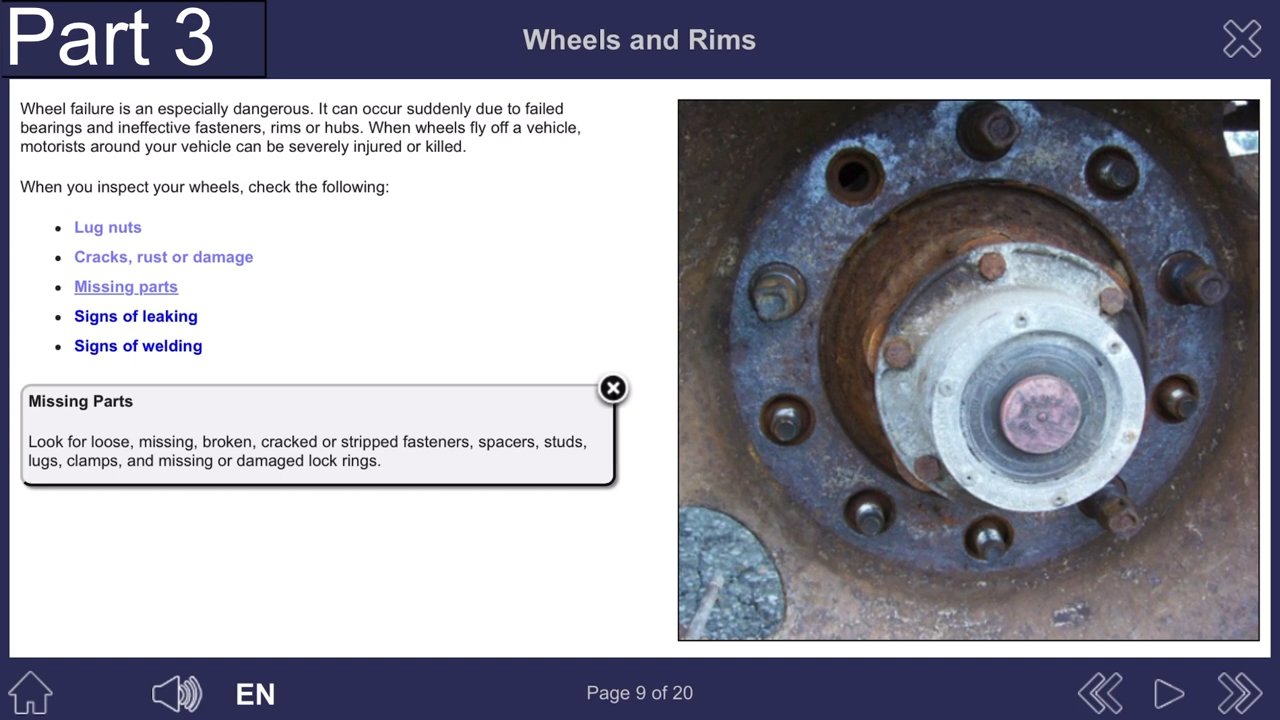 Part 3
Wheels and Rims
Wheel failure is an especially dangerous. It can occur suddenly due to failed
bearings and ineffective fasteners, rims or hubs. When wheels fly off a vehicle,
motorists around your vehicle can be severely injured or killed.
When you inspect your wheels, check the following:
• Lug nuts
• Cracks, rust or damage
• Missing parts
• Signs of leaking
• Signs of welding
Missing Parts
Look for loose, missing, broken, cracked or stripped fasteners, spacers, studs,
lugs, clamps, and missing or damaged lock rings.
EN
Page 9 of 20